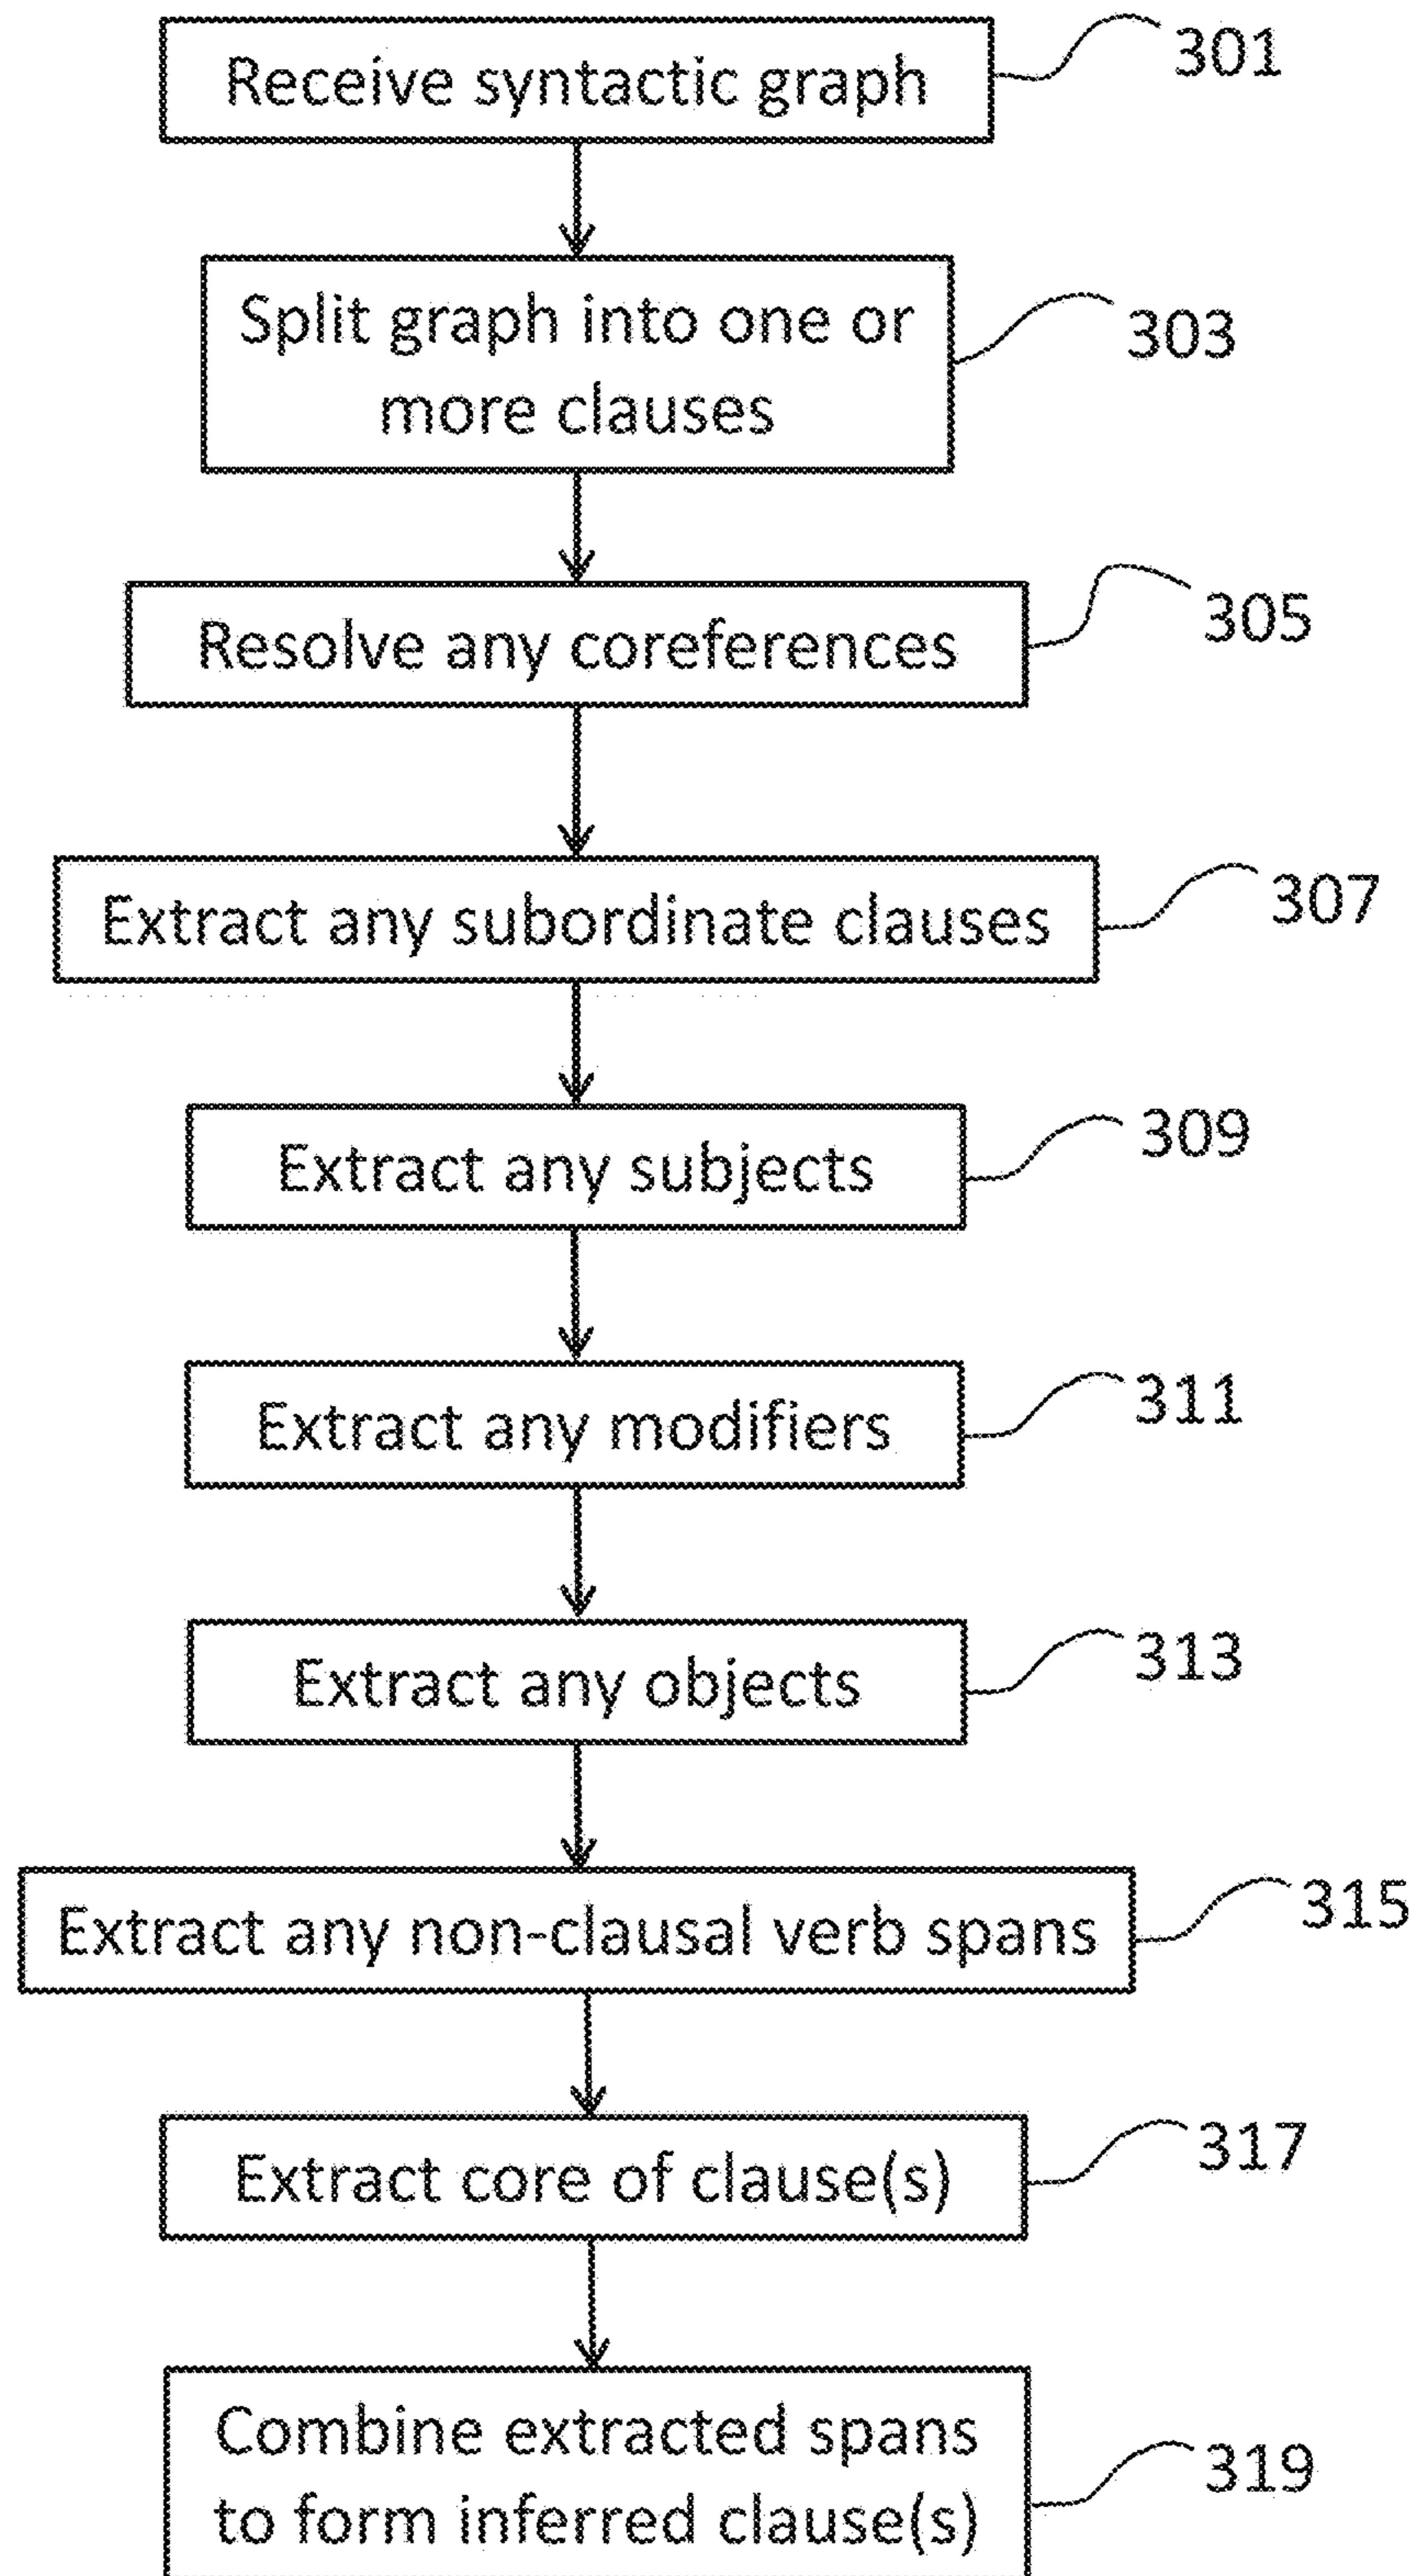 Receive syntactic graph
301
Split graph into one or
more clauses
303
Resolve any coreferences
305
Extract any subordinate clauses
307
Extract any subjects
309
Extract any modifiers
311
Extract any objects
313
Extract any non-clausal verb spans
315
Extract core of clause(s)
317
Combine extracted spans
to form inferred clause(s)
319